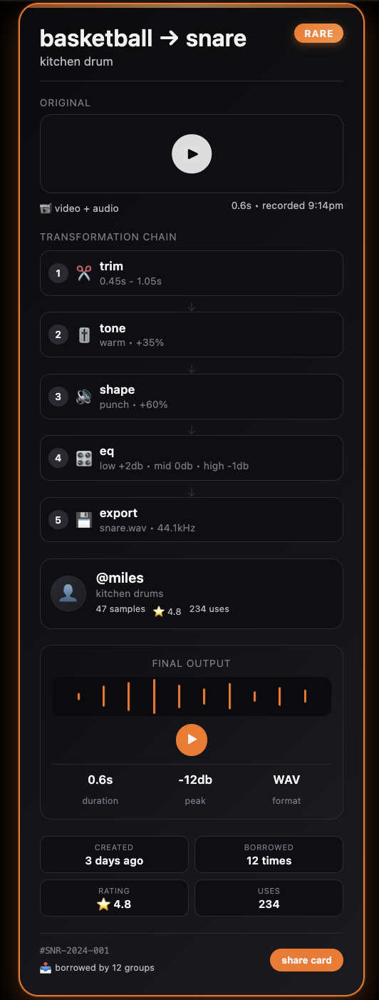 basketball → snare
RARE
kitchen drum
ORIGINAL
video + audio
0.6s • recorded 9:14pm
TRANSFORMATION CHAIN
1
trim
0.45s - 1.05s
↓
2
tone
warm • +35%
↓
3
shape
punch • +60%
↓
4
eq
low +2db • mid 0db • high -1db
↓
5
export
snare.wav • 44.1kHz
@miles
kitchen drums
47 samples ⭐ 4.8 234 uses
FINAL OUTPUT
0.6s -12db WAV
duration peak format
CREATED
3 days ago
BORROWED
12 times
RATING
⭐ 4.8
USES
234
#SNR-2024-001
borrowed by 12 groups
share card